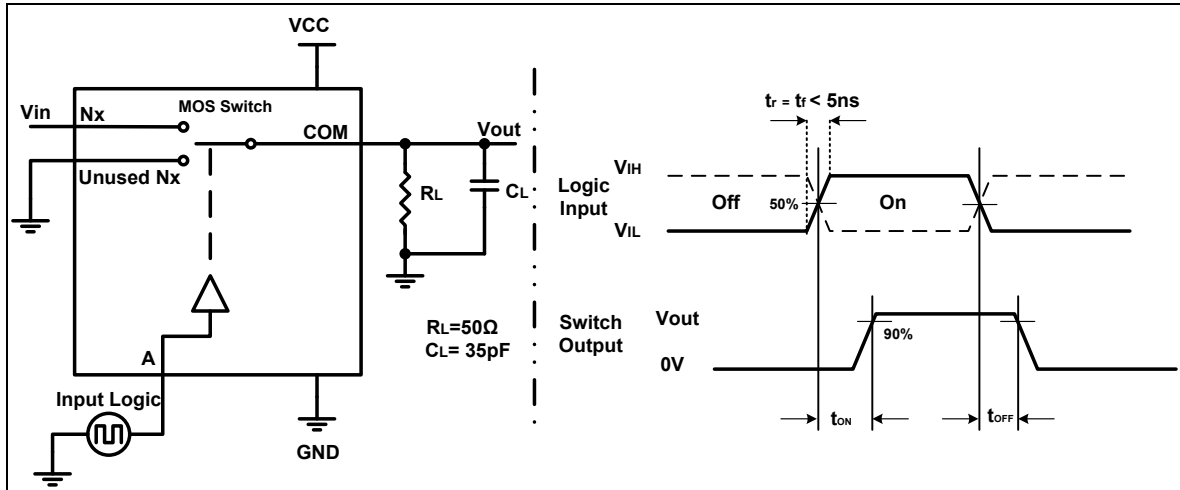 VCC
Vin
Nx
MOS Switch
COM
Vout
Unused Nx
RL
CL
A
Input Logic
GND
RL=50Ω
CL= 35pF
tr = tf < 5ns
Logic
Input
VIH
VIL
Off
50%
On
Switch
Output
Vout
0V
90%
tON
tOFF